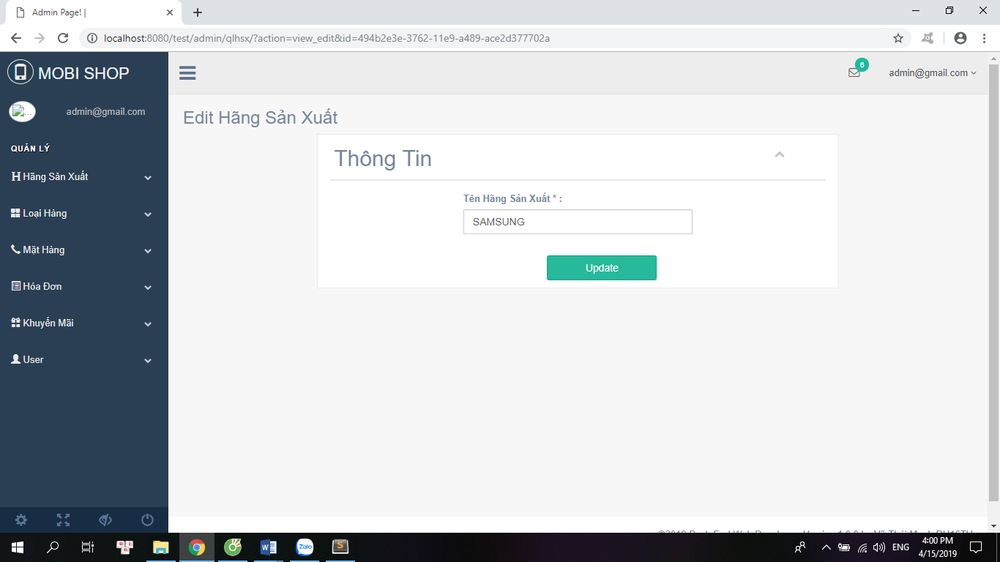 Admin Page! |
localhost:8080/test/admin/qlhsx/?action=view_edit&id=494b2e3e-3762-11e9-a489-ace2d377702a
MOBI SHOP
6
admin@gmail.com
admin@gmail.com
Edit Hãng Sản Xuất
QUẢN LÝ
Thông Tin
Hãng Sản Xuất
Tên Hãng Sản Xuất * :
Loại Hàng
SAMSUNG
Mặt Hàng
Update
Hóa Đơn
Khuyến Mãi
User
Zalo
ENG
4:00 PM
4/15/2019